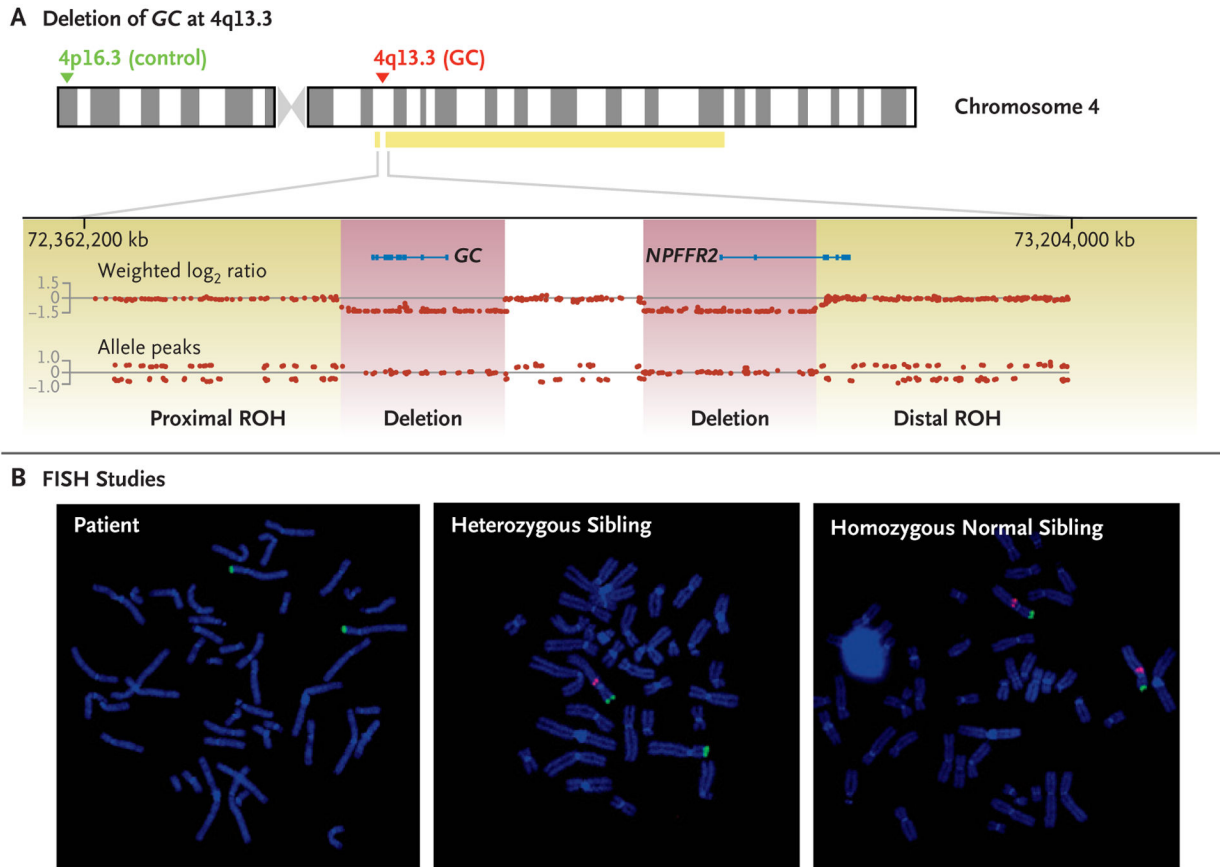 A Deletion of GC at 4q13.3
4p16.3 (control)
4q13.3 (GC)
Chromosome 4
72,362,200 kb
73,204,000 kb
GC
NPFFR2
Weighted log2 ratio
1.5
0
–1.5
Allele peaks
1.0
0
–1.0
Proximal ROH
Deletion
Deletion
Distal ROH
B FISH Studies
Patient
Heterozygous Sibling
Homozygous Normal Sibling